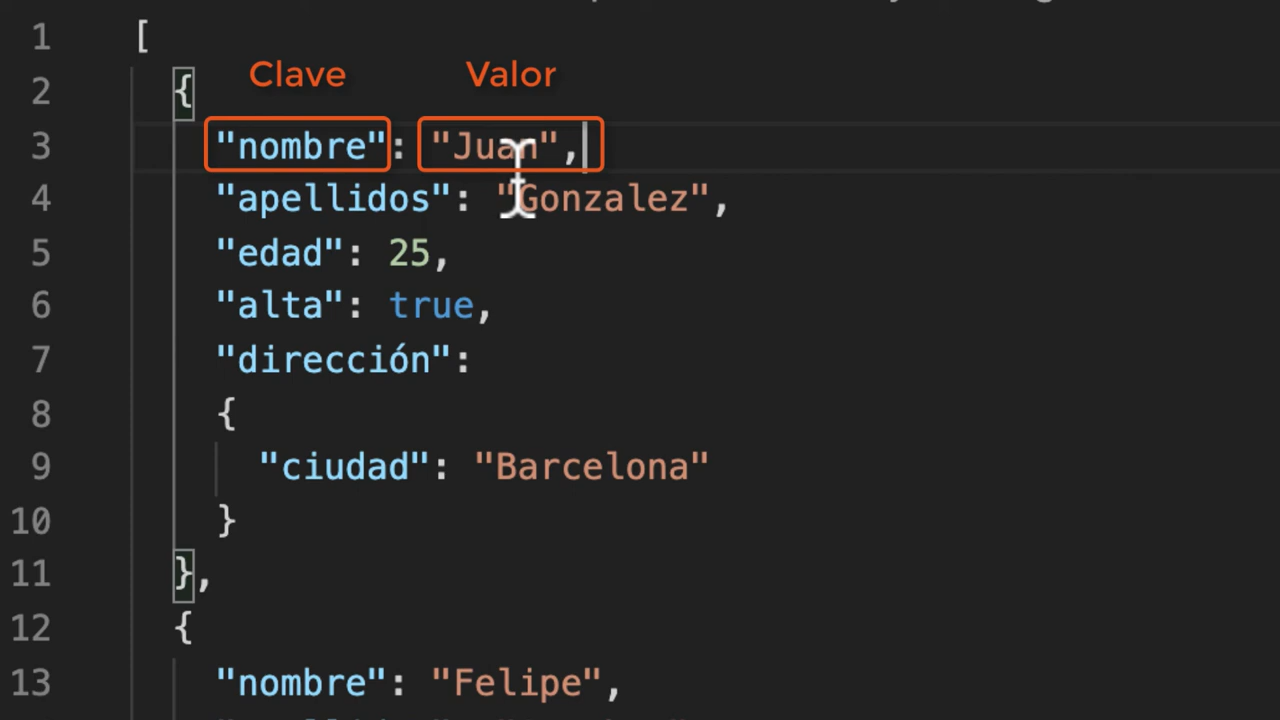 1 [
Clave Valor
2 {
3 "nombre": "Juan",
4 "apellidos": "Gonzalez",
5 "edad": 25,
6 "alta": true,
7 "dirección":
8 {
9 "ciudad": "Barcelona"
10 }
11 },
12 {
13 "nombre": "Felipe",